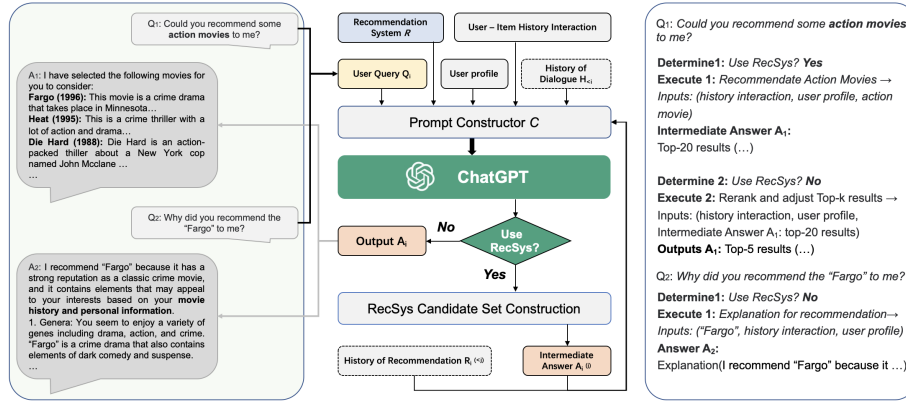 Q1: Could you recommend some
action movies to me?
A1: I have selected the following movies for
you to consider:
Fargo (1996): This movie is a crime drama
that takes place in Minnesota…
Heat (1995): This is a crime thriller with a
lot of action and drama…
Die Hard (1988): Die Hard is an action-
packed thiller about a New York cop
named John Mcclane …
…
Q2: Why did you recommend the
“Fargo” to me?
A2: I recommend “Fargo” because it has a
strong reputation as a classic crime movie,
and it contains elements that may appeal
to your interests based on your movie
history and personal information.
1. Genera: You seem to enjoy a variety of
genes including drama, action, and crime.
“Fargo” is a crime drama that also contains
elements of dark comedy and suspense.
…
Recommendation
System R
User – Item History Interaction
User Query Qi
User profile
History of
Dialogue H<i
Prompt Constructor C
ChatGPT
Use
RecSys?
No
Output Ai
Yes
RecSys Candidate Set Construction
History of Recommendation Ri (<j)
Intermediate
Answer Ai (j)
Q1: Could you recommend some action movies
to me?
Determine1: Use RecSys? Yes
Execute 1: Recommendate Action Movies →
Inputs: (history interaction, user profile, action
movie)
Intermediate Answer A1:
Top-20 results (…)
Determine 2: Use RecSys? No
Execute 2: Rerank and adjust Top-k results →
Inputs: (history interaction, user profile,
Intermediate Answer A1: top-20 results)
Outputs A1: Top-5 results (…)
Q2: Why did you recommend the “Fargo” to me?
Determine1: Use RecSys? No
Execute 1: Explanation for recommendation→
Inputs: (“Fargo”, history interaction, user profile)
Answer A2:
Explanation(I recommend “Fargo” because it …)